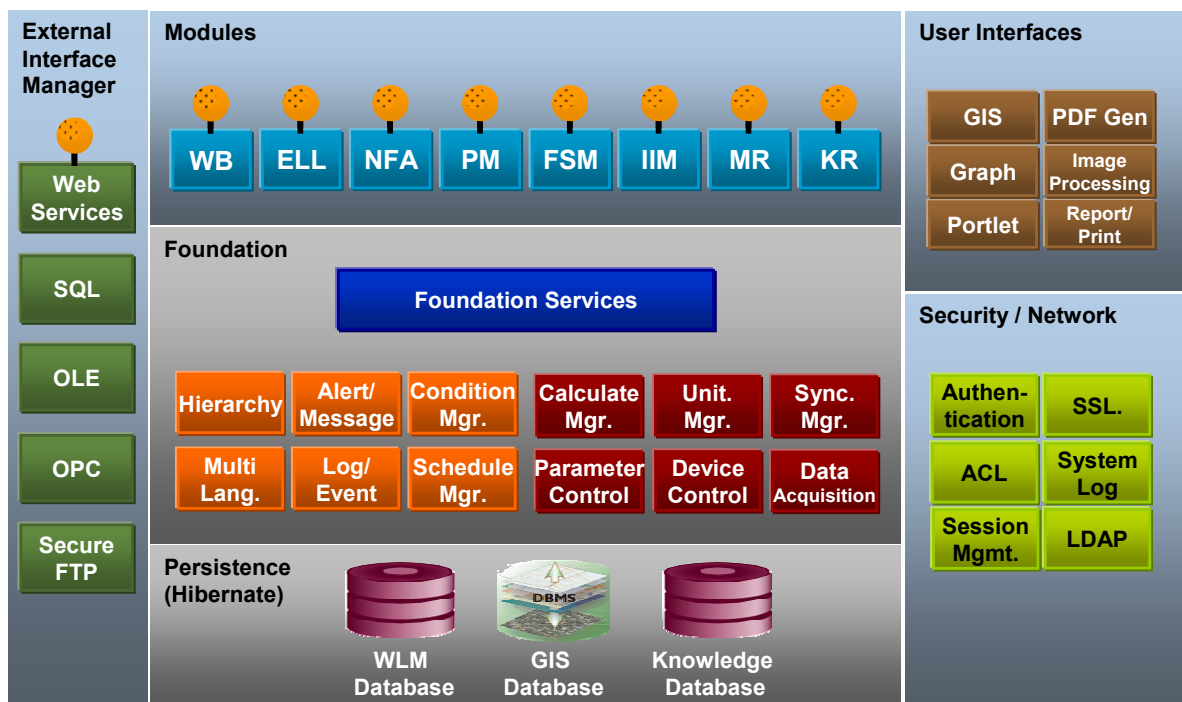 External
Interface
Manager
Web
Services
SQL
OLE
OPC
Secure
FTP
Modules
WB
ELL
NFA
PM
FSM
IIM
MR
KR
Foundation
Foundation Services
Hierarchy
Alert/
Message
Condition
Mgr.
Calculate
Mgr.
Unit.
Mgr.
Sync.
Mgr.
Multi
Lang.
Log/
Event
Schedule
Mgr.
Parameter
Control
Device
Control
Data
Acquisition
Persistence
(Hibernate)
DBMS
WLM
Database
GIS
Database
Knowledge
Database
User Interfaces
GIS
PDF Gen
Graph
Image
Processing
Portlet
Report/
Print
Security / Network
Authen-
tication
SSL.
ACL
System
Log
Session
Mgmt.
LDAP